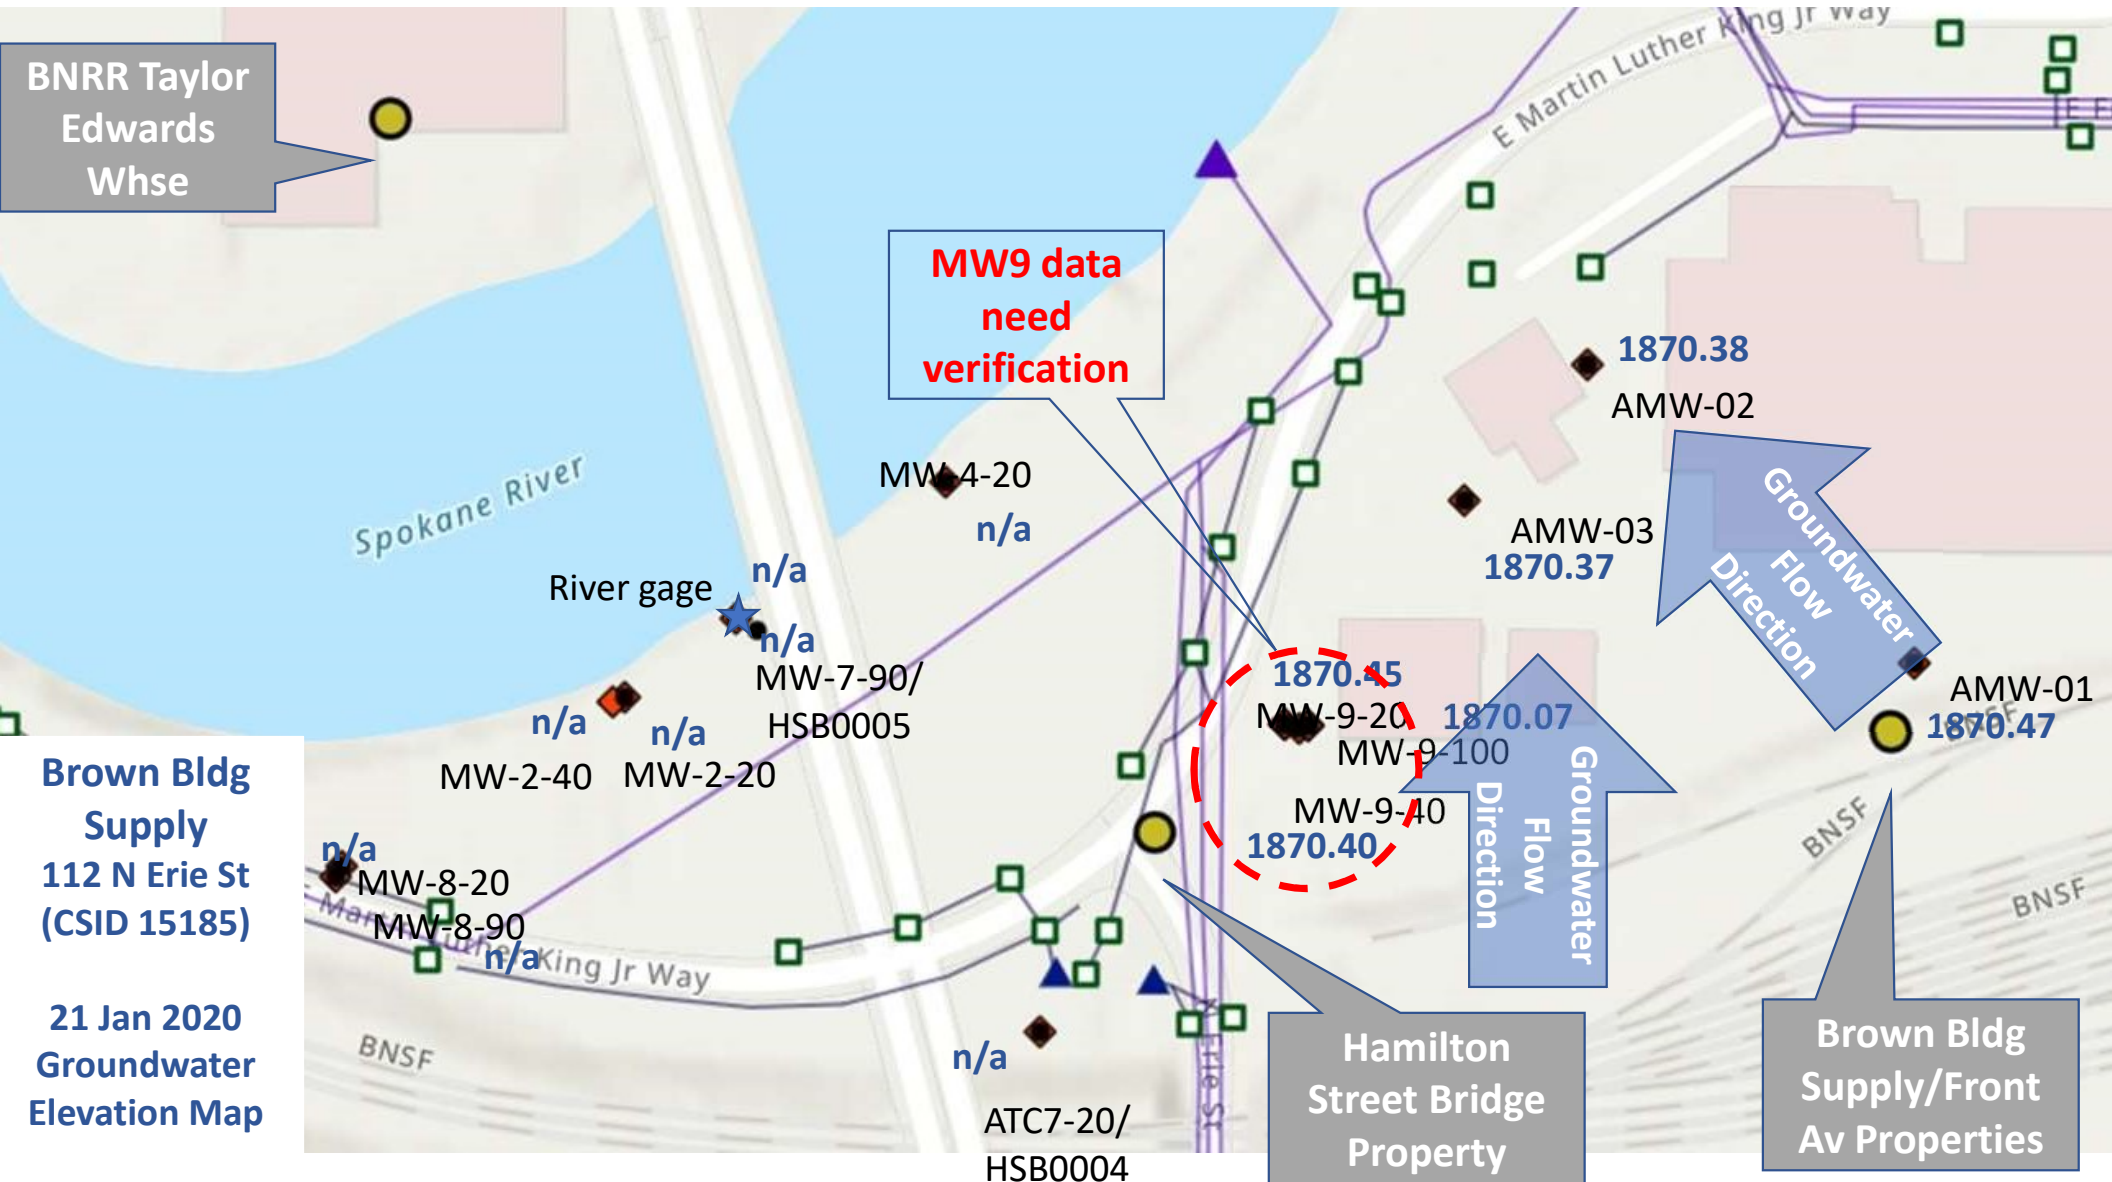 BNRR Taylor
Edwards
Whse
E Martin Luther King Jr Way
MW9 data
need
verification
1870.38
AMW-02
MW-4-20
n/a
AMW-03
1870.37
Spokane River
River gage
n/a
n/a
MW-7-90/
HSB0005
n/a
n/a
MW-2-40
MW-2-20
1870.45
MW-9-20
1870.07
MW-9-100
MW-9-40
1870.40
Groundwater
Flow
Direction
Groundwater
Flow
Direction
AMW-01
1870.47
BNSF
BNSF
BNSF
Brown Bldg
Supply
112 N Erie St
(CSID 15185)
21 Jan 2020
Groundwater
Elevation Map
n/a
MW-8-20
MW-8-90
n/a
E Martin Luther King Jr Way
BNSF
n/a
ATC7-20/
HSB0004
N Erie St
Hamilton
Street Bridge
Property
Brown Bldg
Supply/Front
Av Properties